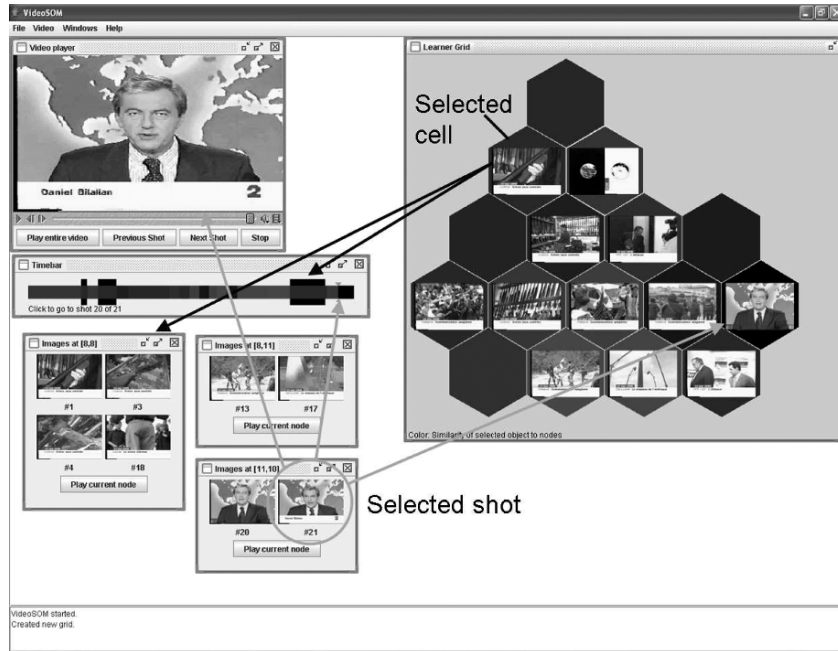 VideoSOM
File Video Windows Help
Video player
Daniel Bilalian 2
Play entire video Previous Shot Next Shot Stop
Timebar
Click to go to shot 20 of 21
Images at [8,8]
#1 #3
#4 #18
Play current node
Images at [8,11]
#13 #17
Play current node
Images at [11,10]
#20 #21
Play current node
Selected shot
Learner Grid
Selected
cell
Color: Similarity of selected object to nodes
VideoSOM started.
Created new grid.